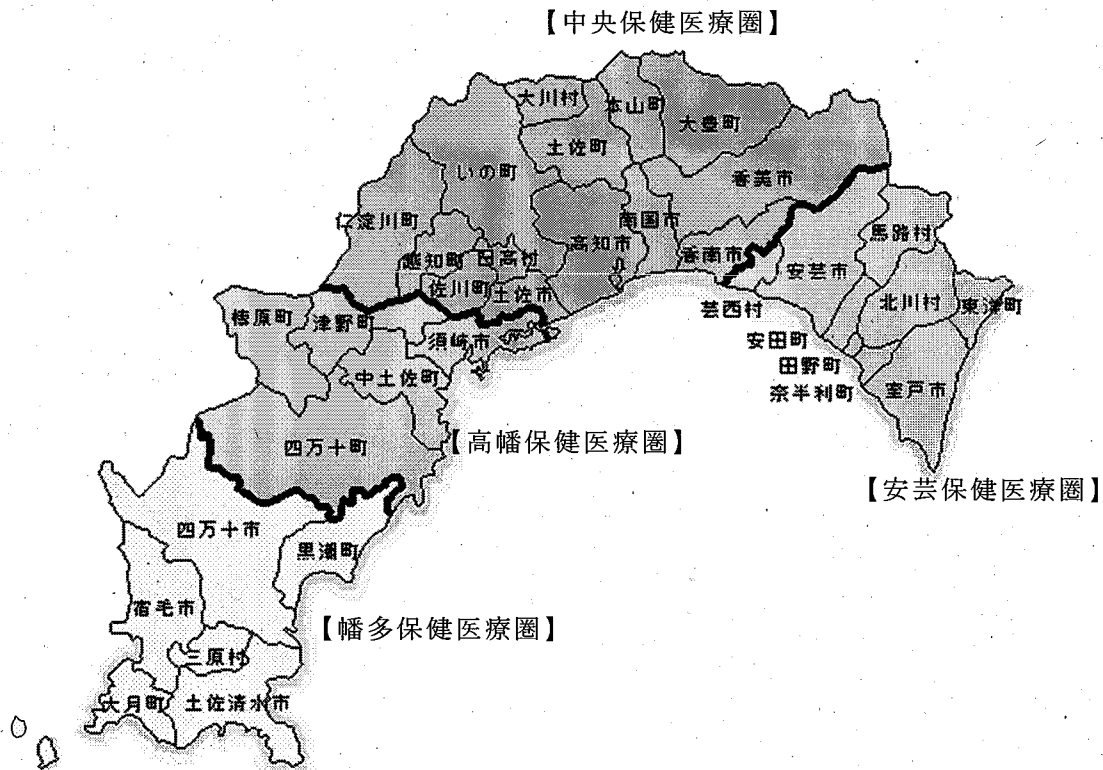 【中央保健医療圏】
大川村
本山町
大豊町
土佐町
いの町
香美市
仁淀川町
南国市
高知市
馬路村
越知町
日高村
香南市
安芸市
佐川町
土佐市
北川村
東洋町
芸西村
梼原町
津野町
須崎市
安田町
田野町
中土佐町
奈半利町
室戸市
四万十町
【高幡保健医療圏】
【安芸保健医療圏】
四万十市
黒潮町
宿毛市
【幡多保健医療圏】
三原村
大月町
土佐清水市